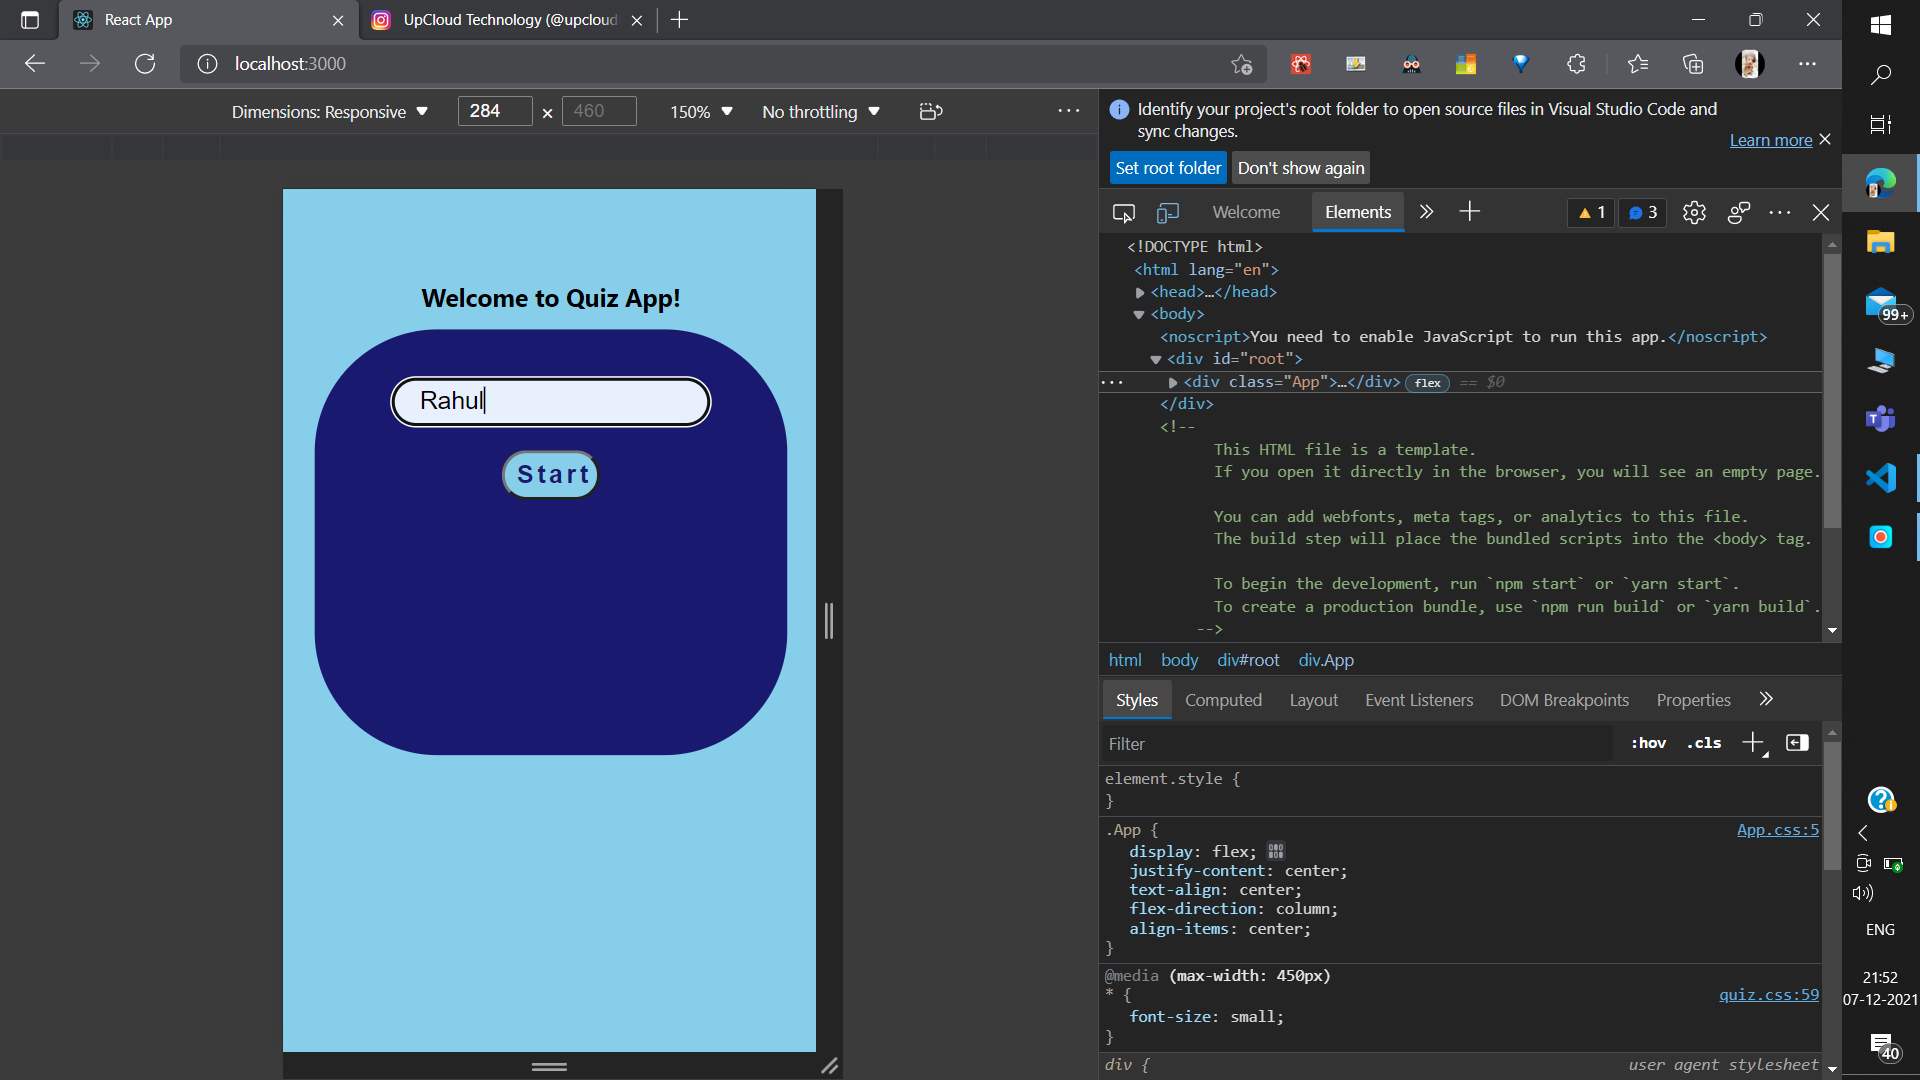 React App
UpCloud Technology (@upcloud
localhost:3000
Dimensions: Responsive
284 × 460
150%
No throttling
Welcome to Quiz App!
Rahul
Start
Identify your project's root folder to open source files in Visual Studio Code and
sync changes.
Learn more
Set root folder
Don't show again
Welcome
Elements
1
3
<!DOCTYPE html>
<html lang="en">
<head>…</head>
<body>
<noscript>You need to enable JavaScript to run this app.</noscript>
<div id="root">
<div class="App">…</div> flex == $0
</div>
<!--
This HTML file is a template.
If you open it directly in the browser, you will see an empty page.
You can add webfonts, meta tags, or analytics to this file.
The build step will place the bundled scripts into the <body> tag.
To begin the development, run `npm start` or `yarn start`.
To create a production bundle, use `npm run build` or `yarn build`.
-->
html body div#root div.App
Styles Computed Layout Event Listeners DOM Breakpoints Properties
Filter
:hov .cls
element.style {
}
.App {
App.css:5
display: flex;
justify-content: center;
text-align: center;
flex-direction: column;
align-items: center;
}
@media (max-width: 450px)
* {
quiz.css:59
font-size: small;
}
div {
user agent stylesheet
99+
ENG
21:52
07-12-2021
40